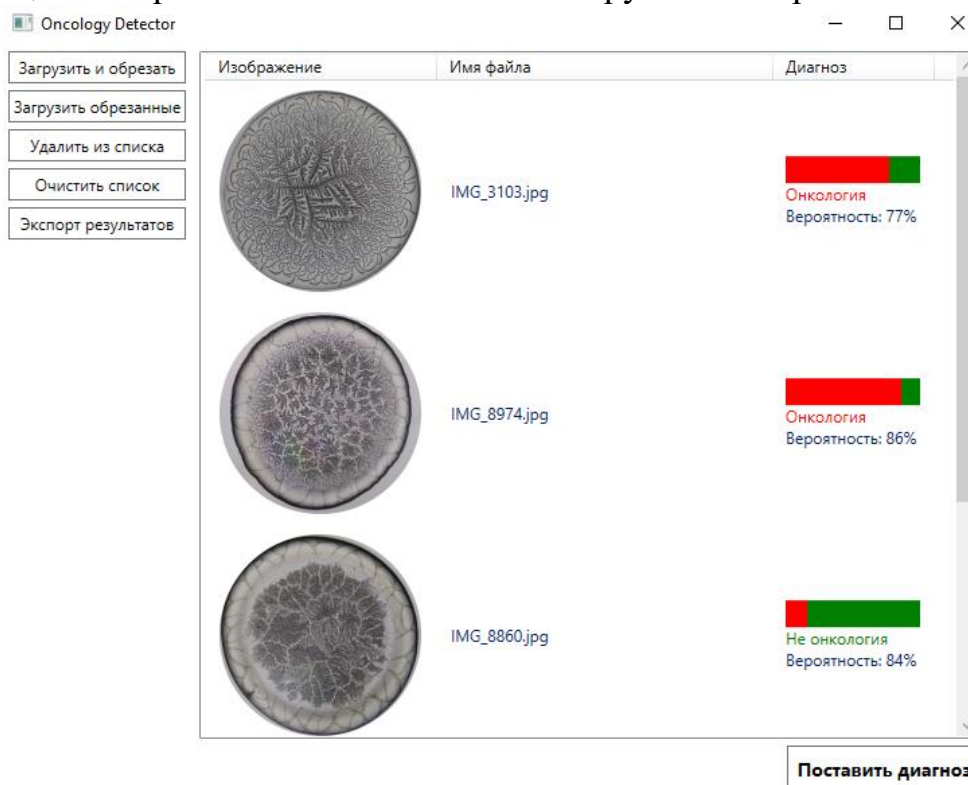 Oncology Detector
Загрузить и обрезать
Загрузить обрезанные
Удалить из списка
Очистить список
Экспорт результатов
Изображение Имя файла Диагноз
IMG_3103.jpg
Онкология
Вероятность: 77%
IMG_8974.jpg
Онкология
Вероятность: 86%
IMG_8860.jpg
Не онкология
Вероятность: 84%
Поставить диагноз